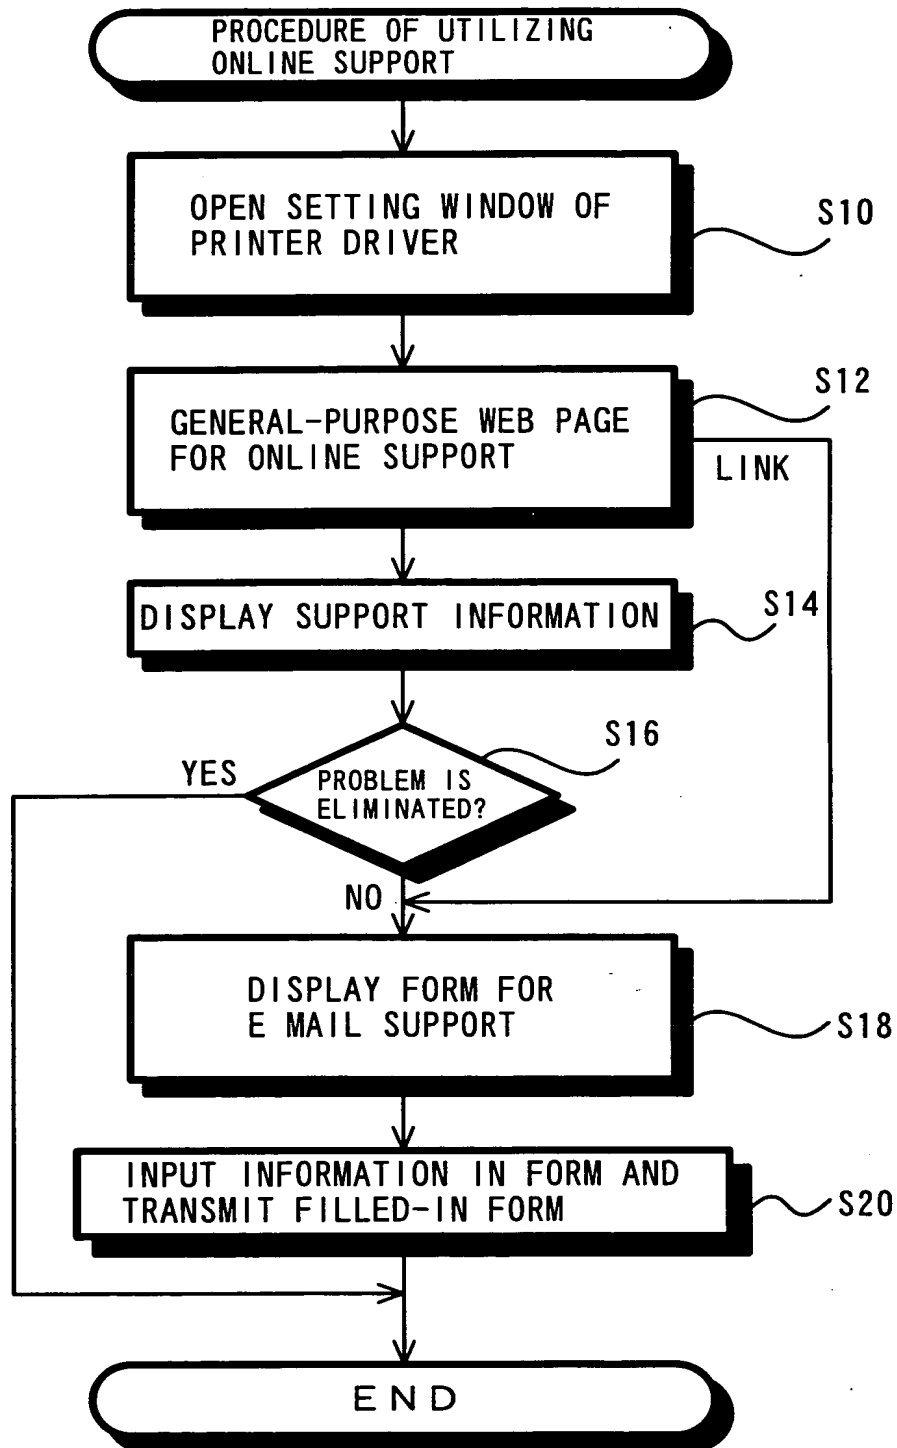 PROCEDURE OF UTILIZING
ONLINE SUPPORT
OPEN SETTING WINDOW OF
PRINTER DRIVER
S10
S12
GENERAL-PURPOSE WEB PAGE
FOR ONLINE SUPPORT
LINK
S14
DISPLAY SUPPORT INFORMATION
S16
YES
PROBLEM IS
ELIMINATED?
NO
DISPLAY FORM FOR
E MAIL SUPPORT
S18
INPUT INFORMATION IN FORM AND
TRANSMIT FILLED-IN FORM
S20
END